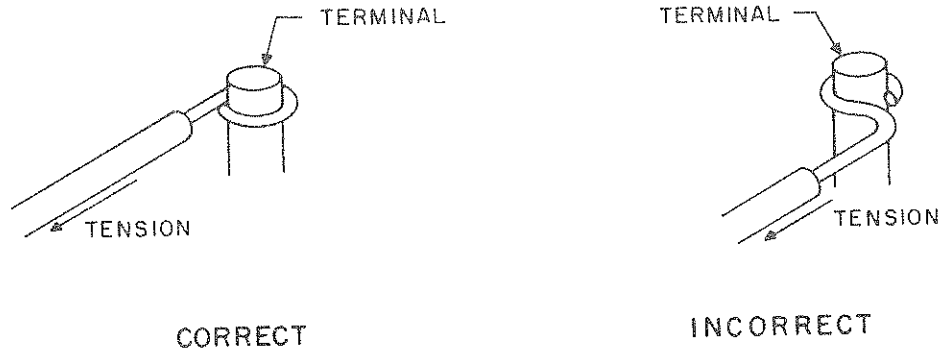 TERMINAL
TERMINAL
TENSION
TENSION
CORRECT
INCORRECT